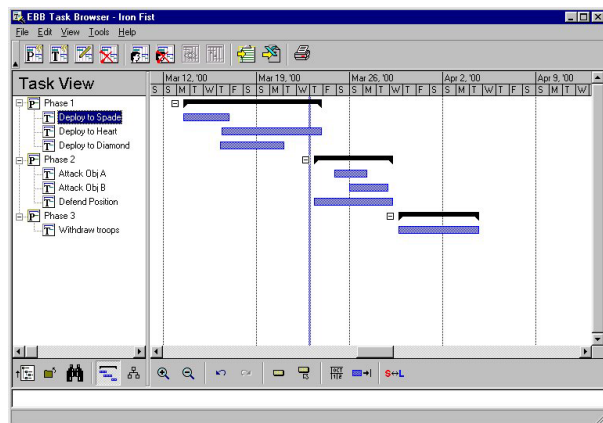 EBB Task Browser - Iron Fist
File Edit View Tools Help
Task View
Mar 12, '00 Mar 19, '00 Mar 26, '00 Apr 2, '00 Apr 9, '00
S S M T W T F S S M T W T F S S M T W T F S S M T W T F S S M T W
Phase 1
Deploy to Spade
Deploy to Heart
Deploy to Diamond
Phase 2
Attack Obj A
Attack Obj B
Defend Position
Phase 3
Withdraw troops
S↔L